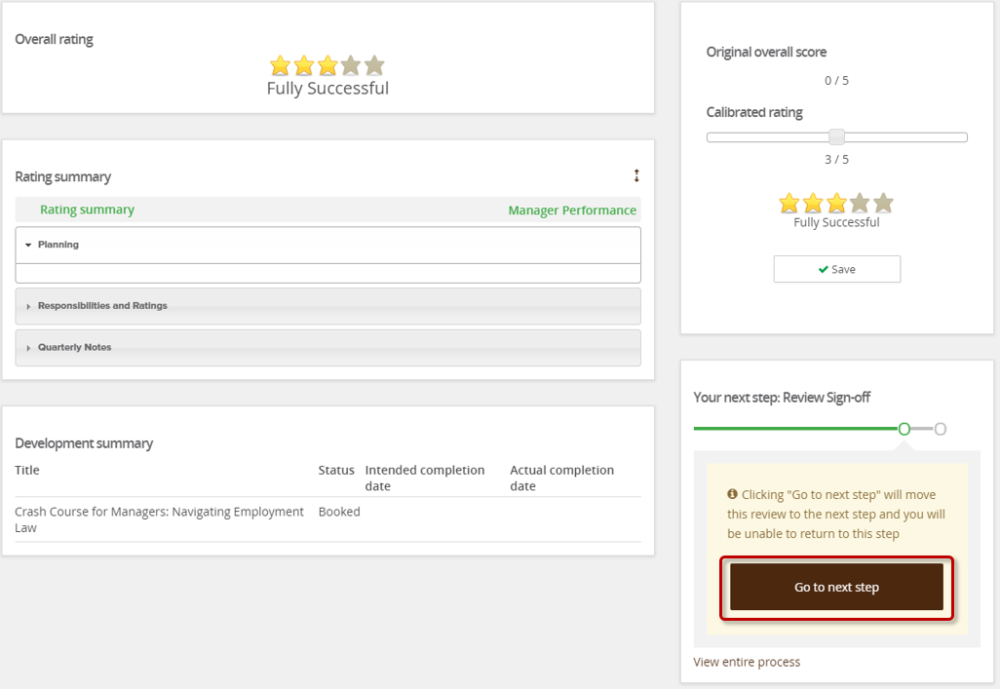 Overall rating
Fully Successful
Rating summary
Rating summary Manager Performance
Planning
Responsibilities and Ratings
Quarterly Notes
Development summary
Title Status Intended completion date Actual completion date
Crash Course for Managers: Navigating Employment Law Booked
Original overall score
0 / 5
Calibrated rating
3 / 5
Fully Successful
Save
Your next step: Review Sign-off
Clicking "Go to next step" will move
this review to the next step and you will
be unable to return to this step
Go to next step
View entire process